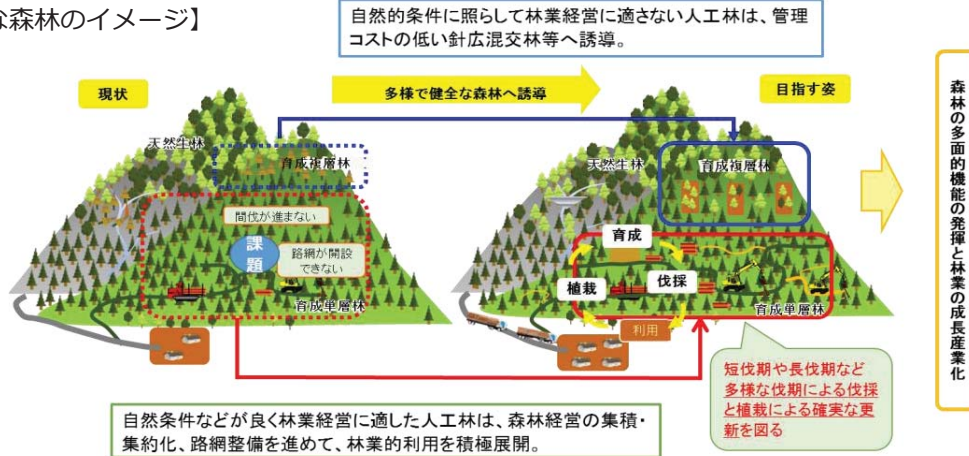 な森林のイメージ】
自然的条件に照らして林業経営に適さない人工林は、管理
コストの低い針広混交林等へ誘導。
現状
多様で健全な森林へ誘導
目指す姿
天然生林
育成複層林
間伐が進まない
課
題
路網が開設
できない
育成単層林
天然生林
育成複層林
育成
植栽
伐採
利用
育成単層林
短伐期や長伐期など
多様な伐期による伐採
と植栽による確実な更
新を図る
自然条件などが良く林業経営に適した人工林は、森林経営の集積・
集約化、路網整備を進めて、林業的利用を積極展開。
森林の多面的機能の発揮と林業の成長産業化